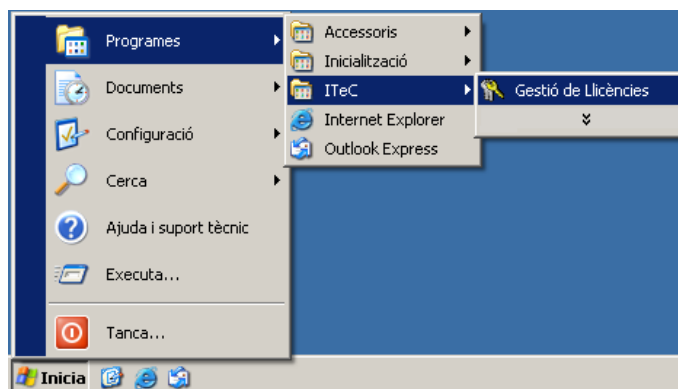 Programes
Documents
Configuració
Cerca
Ajuda i suport tècnic
Executa...
Tanca...
Inicia
Accessoris
Inicialització
ITeC
Internet Explorer
Outlook Express
Gestió de Llicències